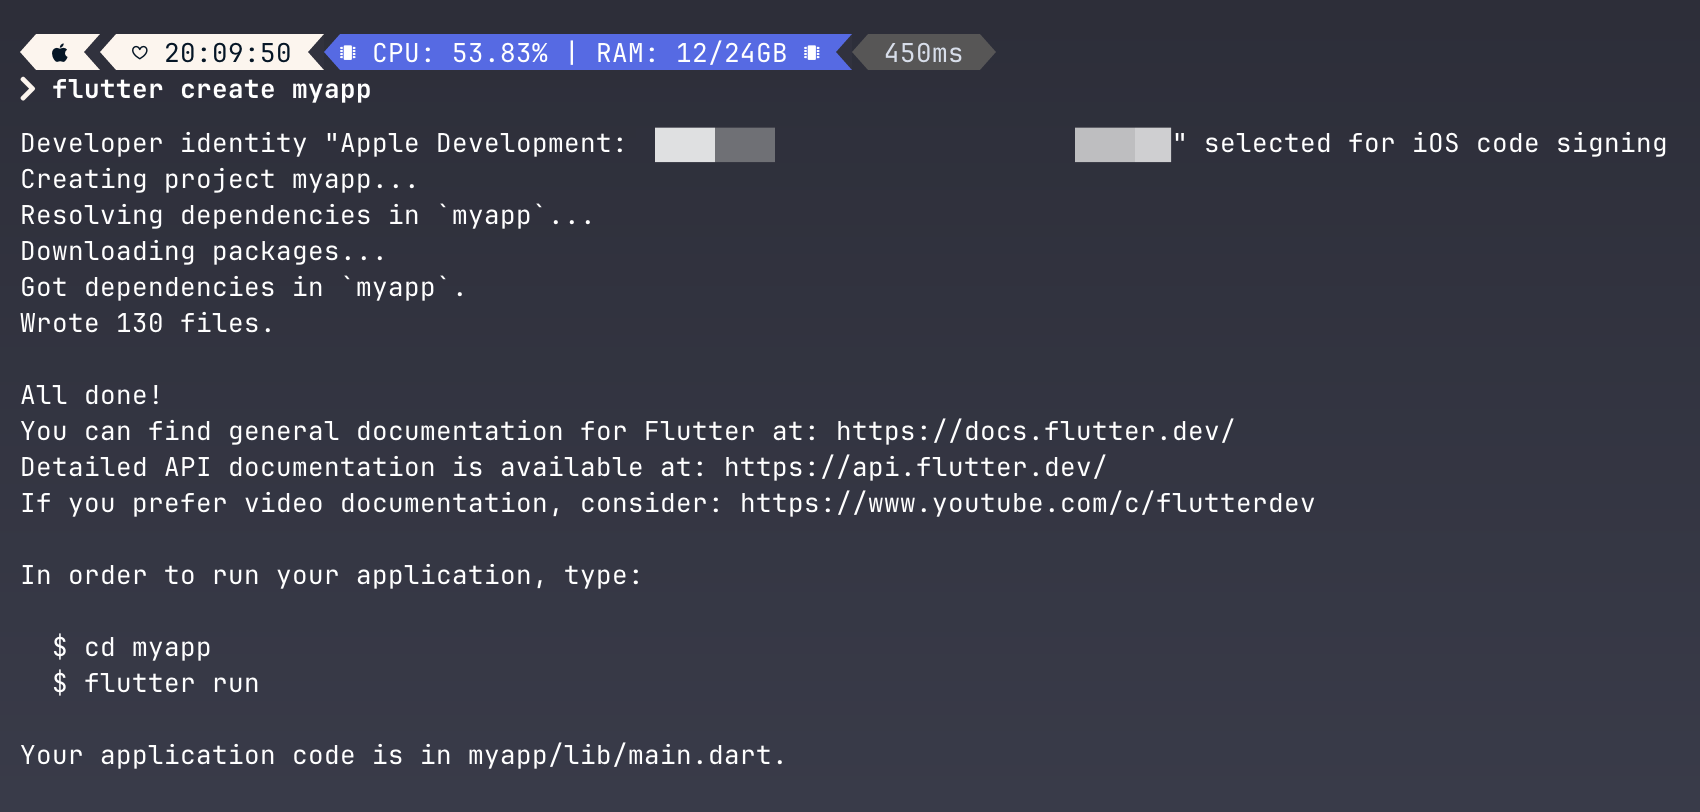 20:09:50 CPU: 53.83% | RAM: 12/24GB 450ms
❯ flutter create myapp
Developer identity "Apple Development: " selected for iOS code signing
Creating project myapp...
Resolving dependencies in `myapp`...
Downloading packages...
Got dependencies in `myapp`.
Wrote 130 files.
All done!
You can find general documentation for Flutter at: https://docs.flutter.dev/
Detailed API documentation is available at: https://api.flutter.dev/
If you prefer video documentation, consider: https://www.youtube.com/c/flutterdev
In order to run your application, type:
$ cd myapp
$ flutter run
Your application code is in myapp/lib/main.dart.